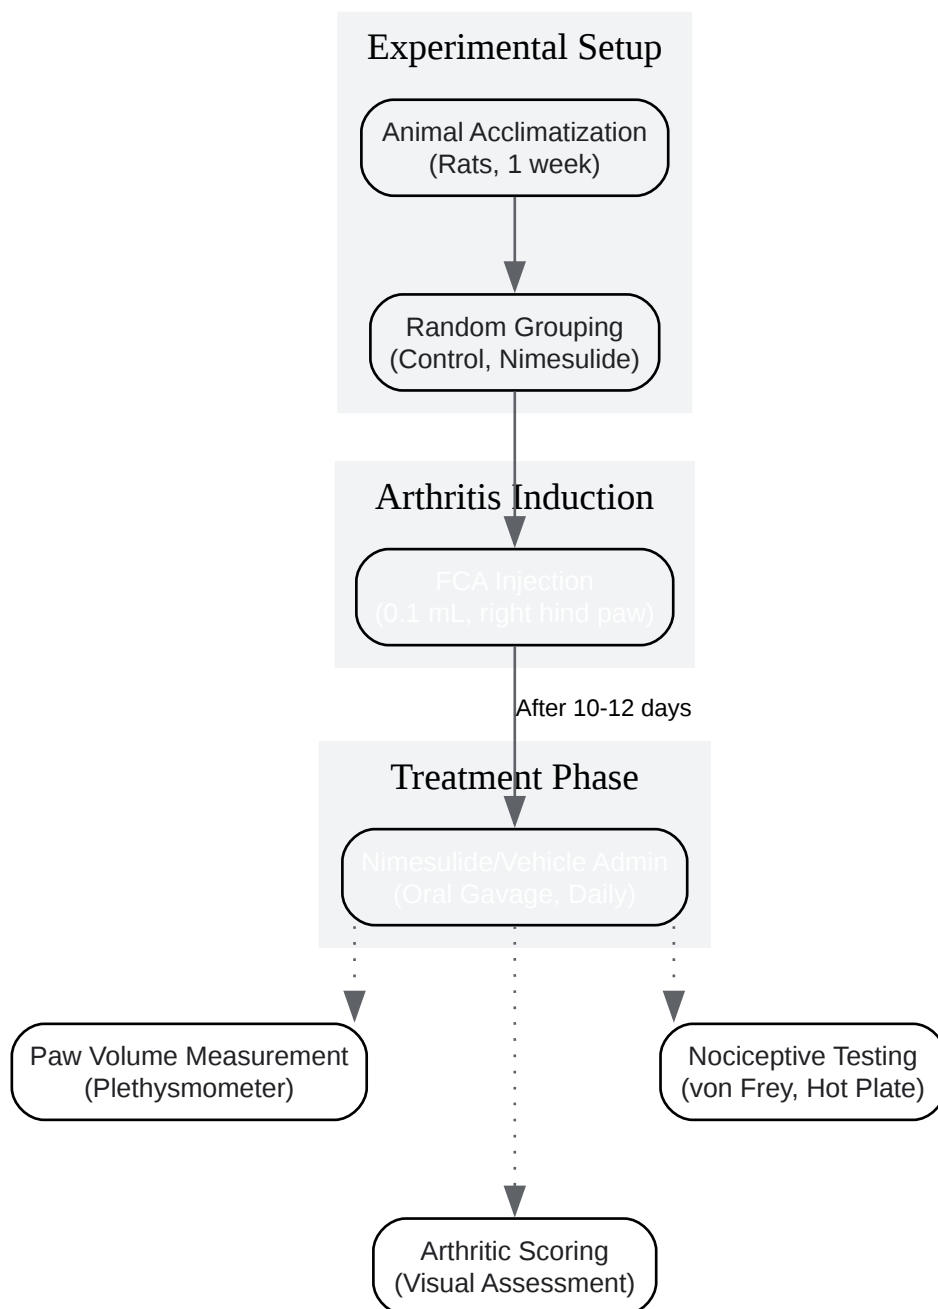 Experimental Setup
Animal Acclimatization
(Rats, 1 week)
Random Grouping
(Control, Nimesulide)
Arthritis Induction
FCA Injection
(0.1 mL, right hind paw)
After 10-12 days
Treatment Phase
Nimesulide/Vehicle Admin
(Oral Gavage, Daily)
Paw Volume Measurement
(Plethysmometer)
Nociceptive Testing
(von Frey, Hot Plate)
Arthritic Scoring
(Visual Assessment)